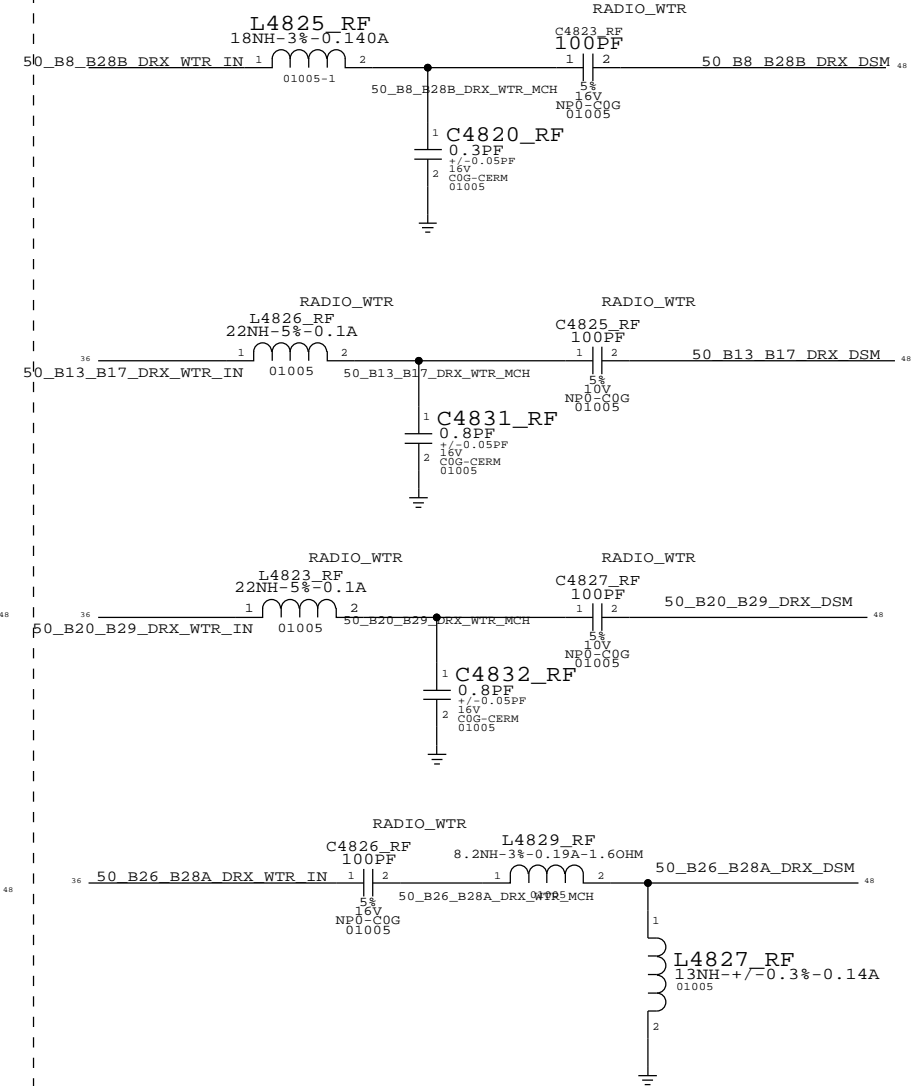 RADIO_WTR
L4825_RF
18NH-3%-0.140A
C4823_RF
100PF
50_B8_B28B_DRX_WTR_IN
1
2
1
2
50_B8_B28B_DRX_DSM
48
01005-1
50_B8_B28B_DRX_WTR_MCH
5%
16V
NP0-C0G
01005
1
C4820_RF
0.3PF
+/-0.05PF
16V
2
C0G-CERM
01005
RADIO_WTR
RADIO_WTR
L4826_RF
22NH-5%-0.1A
C4825_RF
100PF
36
1
2
1
2
50_B13_B17_DRX_DSM
48
50_B13_B17_DRX_WTR_IN
01005
50_B13_B17_DRX_WTR_MCH
5%
10V
NP0-C0G
01005
1
C4831_RF
0.8PF
+/-0.05PF
16V
2
C0G-CERM
01005
RADIO_WTR
RADIO_WTR
L4823_RF
22NH-5%-0.1A
C4827_RF
100PF
48
36
1
2
1
2
50_B20_B29_DRX_DSM
48
50_B20_B29_DRX_WTR_IN
01005
50_B20_B29_DRX_WTR_MCH
5%
10V
NP0-C0G
01005
1
C4832_RF
0.8PF
+/-0.05PF
16V
2
C0G-CERM
01005
RADIO_WTR
C4826_RF
100PF
L4829_RF
8.2NH-3%-0.19A-1.6OHM
48
36
50_B26_B28A_DRX_WTR_IN
1
2
1
2
50_B26_B28A_DRX_DSM
48
5%
16V
NP0-C0G
01005
50_B26_B28A_DRX_WTR_MCH
01005
1
L4827_RF
13NH-+/-0.3%-0.14A
01005
2